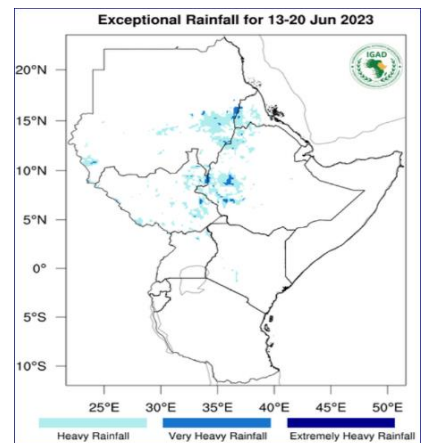 Exceptional Rainfall for 13-20 Jun 2023
IGAD
20°N
15°N
10°N
5°N
0°
5°S
10°S
25°E 30°E 35°E 40°E 45°E 50°E
Heavy Rainfall Very Heavy Rainfall Extremely Heavy Rainfall